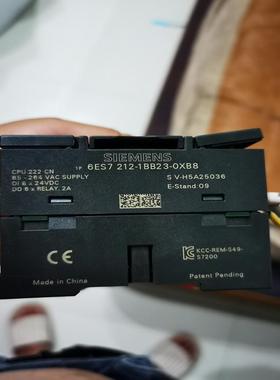 SIEMENS
CPU 222 CN
85 - 264 VAC SUPPLY
DI 8 x 24VDC
DO 6 x RELAY, 2A
1P 6ES7 212-1BB23-0XB8
S V-H5A25036
E-Stand: 09
CE
Made in China
KCC-REM-S49-
S7200
Patent Pending